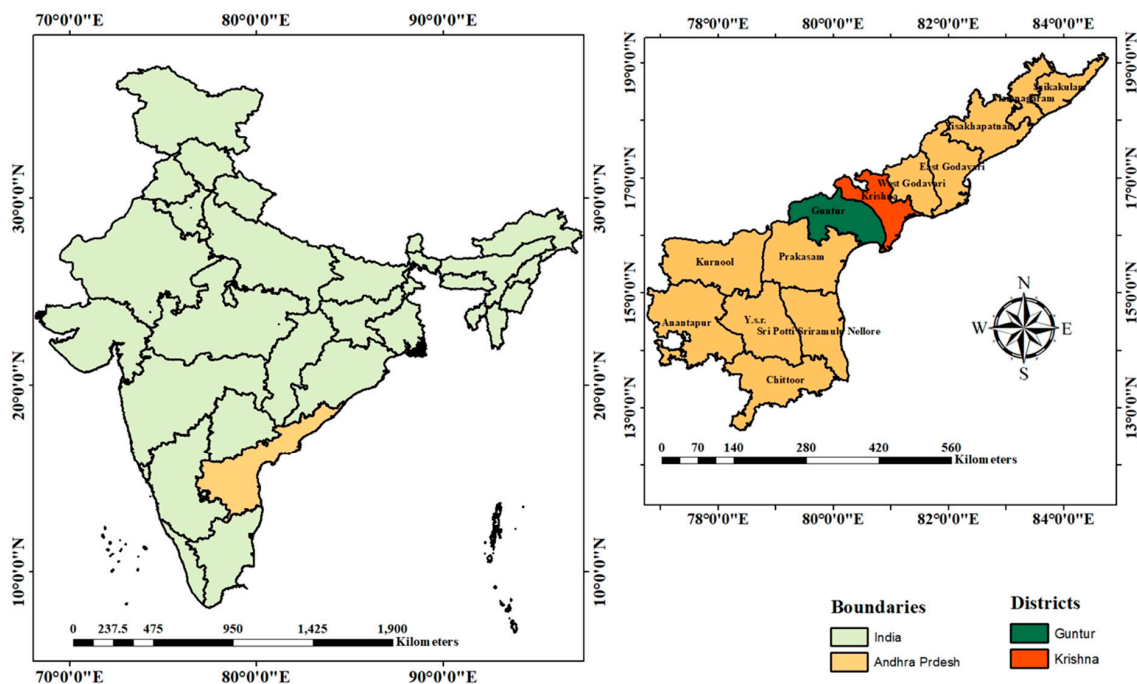 70°0'0"E 80°0'0"E 90°0'0"E
30°0'0"N
20°0'0"N
10°0'0"N
30°0'0"N
20°0'0"N
10°0'0"N
0 237.5 475 950 1,425 1,900
Kilometers
70°0'0"E 80°0'0"E 90°0'0"E
78°0'0"E 80°0'0"E 82°0'0"E 84°0'0"E
19°0'0"N
17°0'0"N
15°0'0"N
13°0'0"N
19°0'0"N
17°0'0"N
15°0'0"N
13°0'0"N
Visakhapatnam
East Godavari
West Godavari
Krishna
Guntur
Prakasam
Kurnool
Anantapur
Y.s.r.
Sri Potti Sriramulu Nellore
Chittoor
N
W E
S
0 70 140 280 420 560
Kilometers
78°0'0"E 80°0'0"E 82°0'0"E 84°0'0"E
Boundaries
India
Andhra Prdesh
Districts
Guntur
Krishna